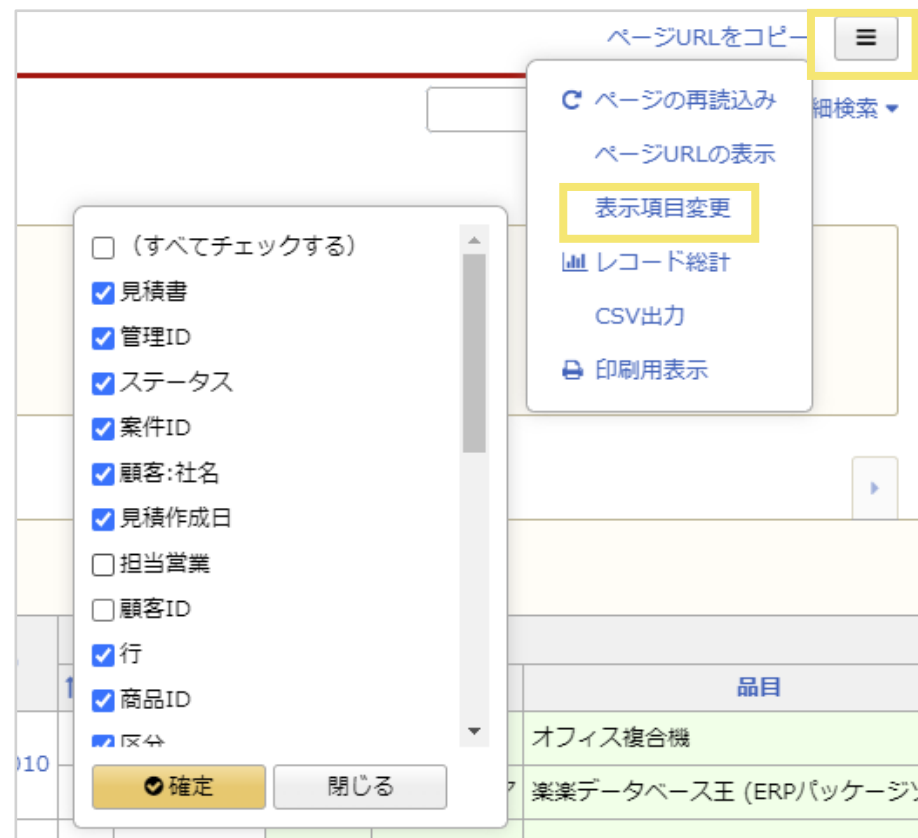 ページURLをコピー
ページの再読込み
細検索
ページURLの表示
表示項目変更
レコード総計
CSV出力
印刷用表示
(すべてチェックする)
見積書
管理ID
ステータス
案件ID
顧客:社名
見積作成日
担当営業
顧客ID
行
商品ID
区分
確定
閉じる
品目
オフィス複合機
010
楽楽データベース王 (ERPパッケージ